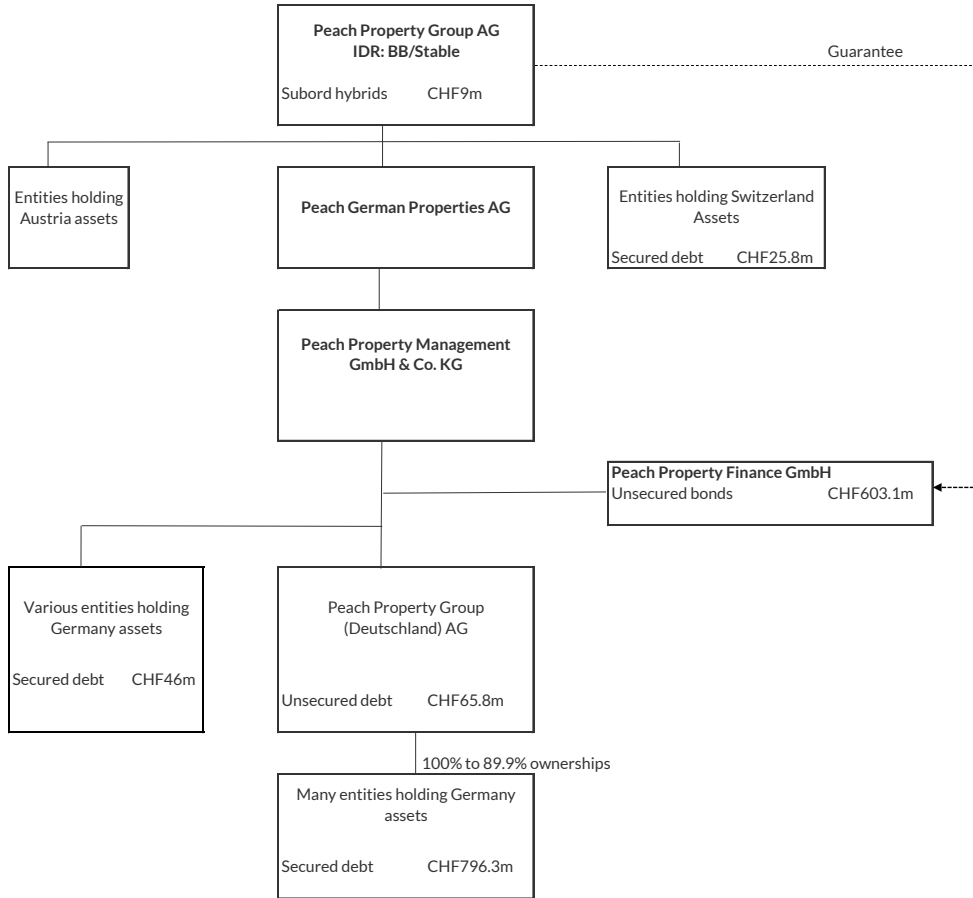 Peach Property Group AG
IDR: BB/Stable
Guarantee
Subord hybrids CHF9m
Entities holding
Austria assets
Peach German Properties AG
Entities holding Switzerland
Assets
Secured debt CHF25.8m
Peach Property Management
GmbH & Co. KG
Peach Property Finance GmbH
Unsecured bonds CHF603.1m
Various entities holding
Germany assets
Secured debt CHF46m
Peach Property Group
(Deutschland) AG
Unsecured debt CHF65.8m
100% to 89.9% ownerships
Many entities holding Germany
assets
Secured debt CHF796.3m